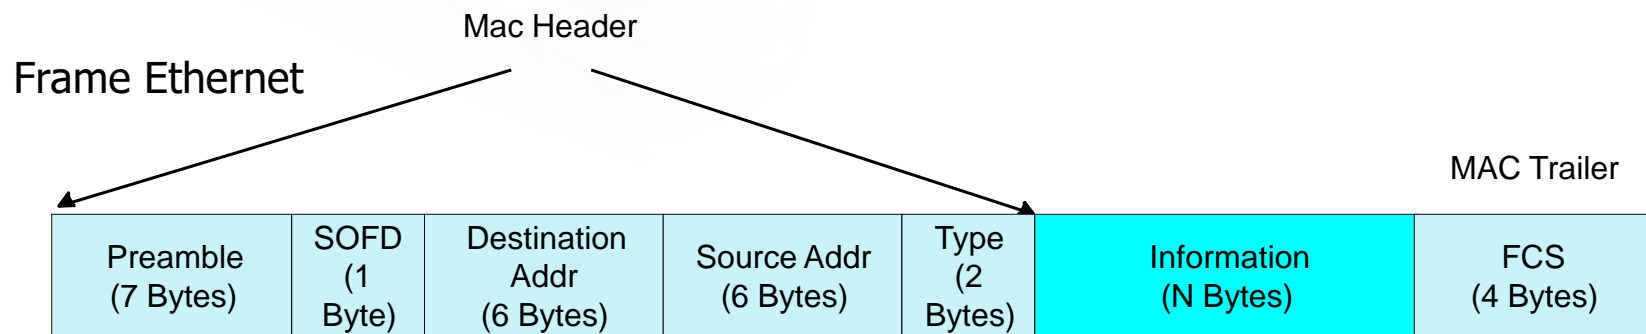 Mac Header
Frame Ethernet
MAC Trailer
Preamble
(7 Bytes)
SOFD
(1
Byte)
Destination
Addr
(6 Bytes)
Source Addr
(6 Bytes)
Type
(2
Bytes)
Information
(N Bytes)
FCS
(4 Bytes)